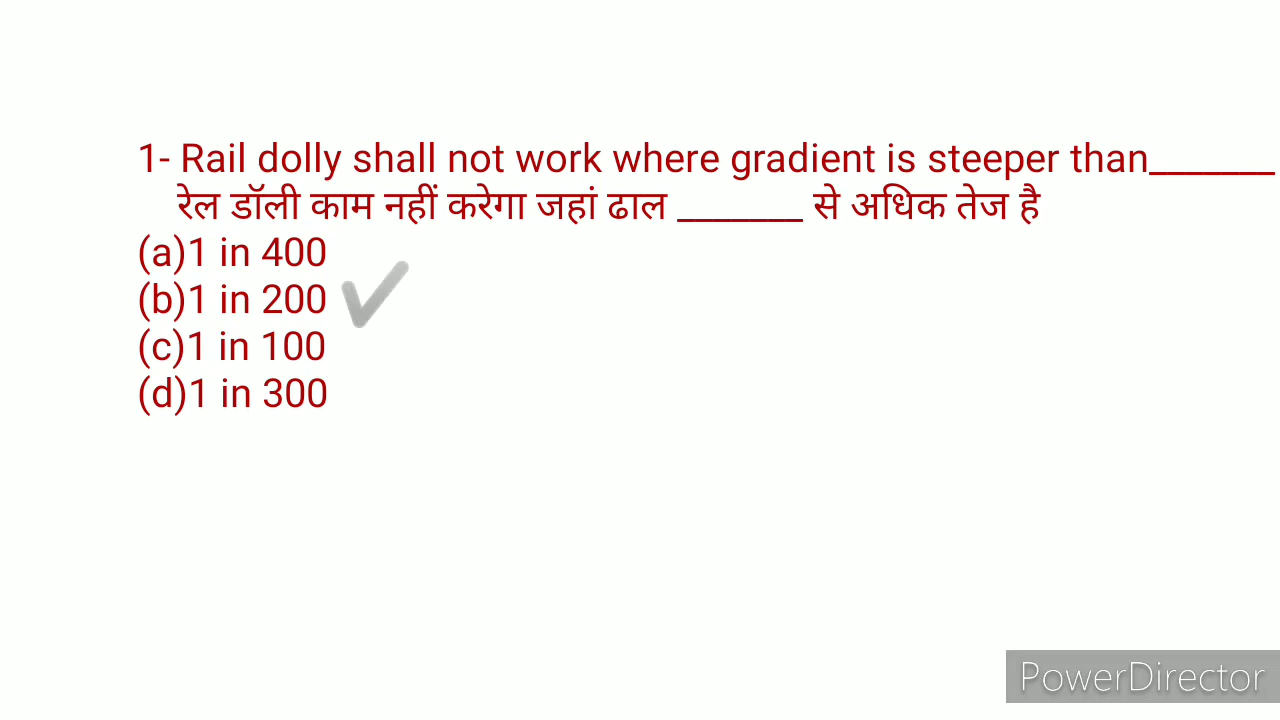 1- Rail dolly shall not work where gradient is steeper than_______
रेल डॉली काम नहीं करेगा जहां ढाल _______ से अधिक तेज है
(a)1 in 400
(b)1 in 200
(c)1 in 100
(d)1 in 300
PowerDirector